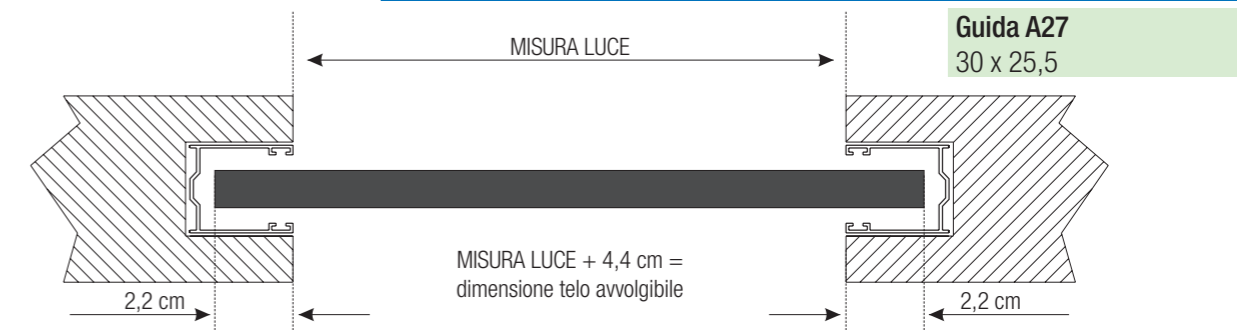 Guida A27
30 x 25,5
MISURA LUCE
MISURA LUCE + 4,4 cm =
dimensione telo avvolgibile
2,2 cm
2,2 cm